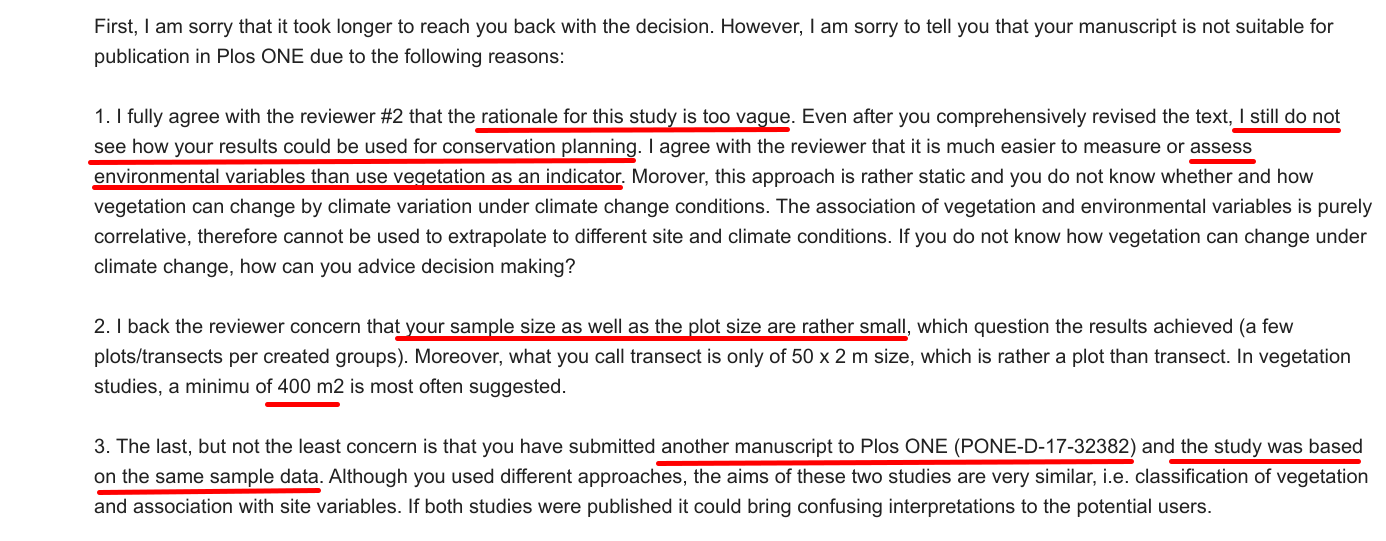 First, I am sorry that it took longer to reach you back with the decision. However, I am sorry to tell you that your manuscript is not suitable for
publication in Plos ONE due to the following reasons:
1. I fully agree with the reviewer #2 that the rationale for this study is too vague. Even after you comprehensively revised the text, I still do not
see how your results could be used for conservation planning. I agree with the reviewer that it is much easier to measure or assess
environmental variables than use vegetation as an indicator. Morover, this approach is rather static and you do not know whether and how
vegetation can change by climate variation under climate change conditions. The association of vegetation and environmental variables is purely
correlative, therefore cannot be used to extrapolate to different site and climate conditions. If you do not know how vegetation can change under
climate change, how can you advice decision making?
2. I back the reviewer concern that your sample size as well as the plot size are rather small, which question the results achieved (a few
plots/transects per created groups). Moreover, what you call transect is only of 50 x 2 m size, which is rather a plot than transect. In vegetation
studies, a minimu of 400 m2 is most often suggested.
3. The last, but not the least concern is that you have submitted another manuscript to Plos ONE (PONE-D-17-32382) and the study was based
on the same sample data. Although you used different approaches, the aims of these two studies are very similar, i.e. classification of vegetation
and association with site variables. If both studies were published it could bring confusing interpretations to the potential users.